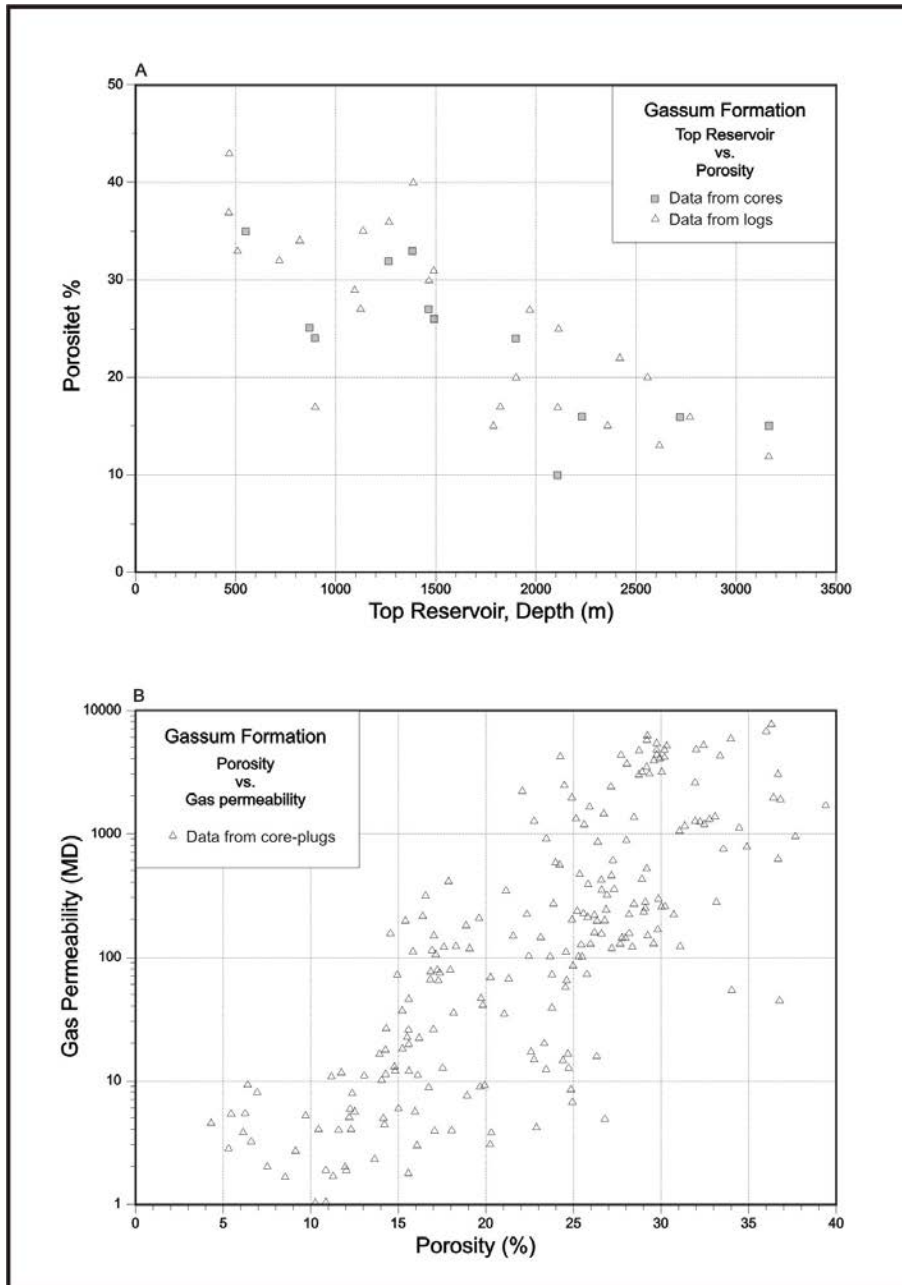 A
50
40
30
20
10
0
Porositet %
Gassum Formation
Top Reservoir
vs.
Porosity
Data from cores
Data from logs
0 500 1000 1500 2000 2500 3000 3500
Top Reservoir, Depth (m)
B
10000
1000
100
10
1
Gas Permeability (MD)
Gassum Formation
Porosity
vs.
Gas permeability
Data from core-plugs
0 5 10 15 20 25 30 35 40
Porosity (%)